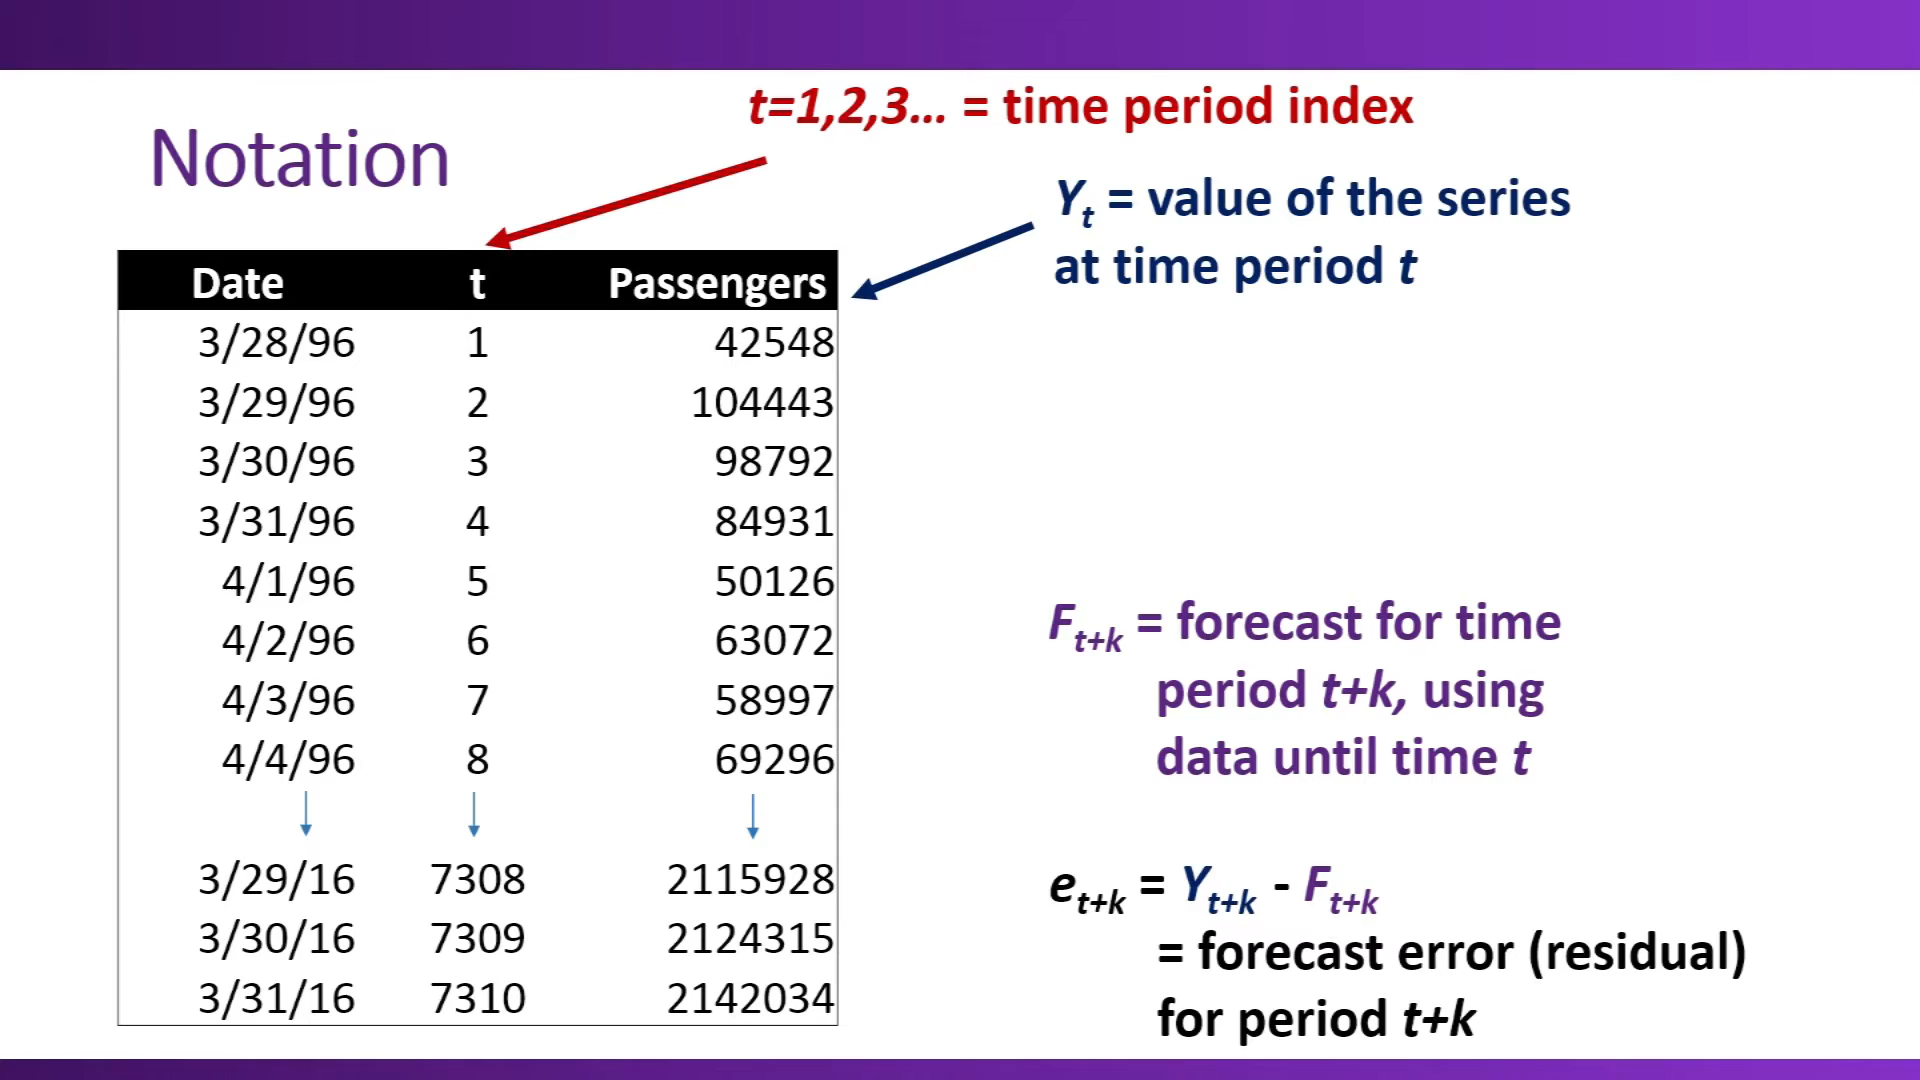 t=1,2,3... = time period index
Notation
Yt = value of the series
at time period t
Date t Passengers
3/28/96 1 42548
3/29/96 2 104443
3/30/96 3 98792
3/31/96 4 84931
4/1/96 5 50126
4/2/96 6 63072
4/3/96 7 58997
4/4/96 8 69296
3/29/16 7308 2115928
3/30/16 7309 2124315
3/31/16 7310 2142034
Ft+k = forecast for time
period t+k, using
data until time t
et+k = Yt+k - Ft+k
= forecast error (residual)
for period t+k